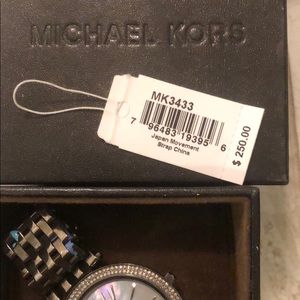 MICHAEL KORS
MK3433
7 96483 19395 6
Japan Movement
Strap China
$ 250.00